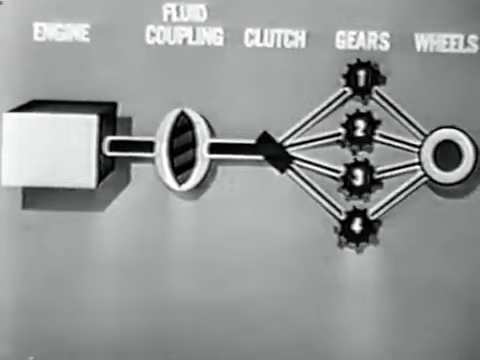 ENGINE
FLUID
COUPLING
CLUTCH
GEARS
WHEELS
1
2
3
4